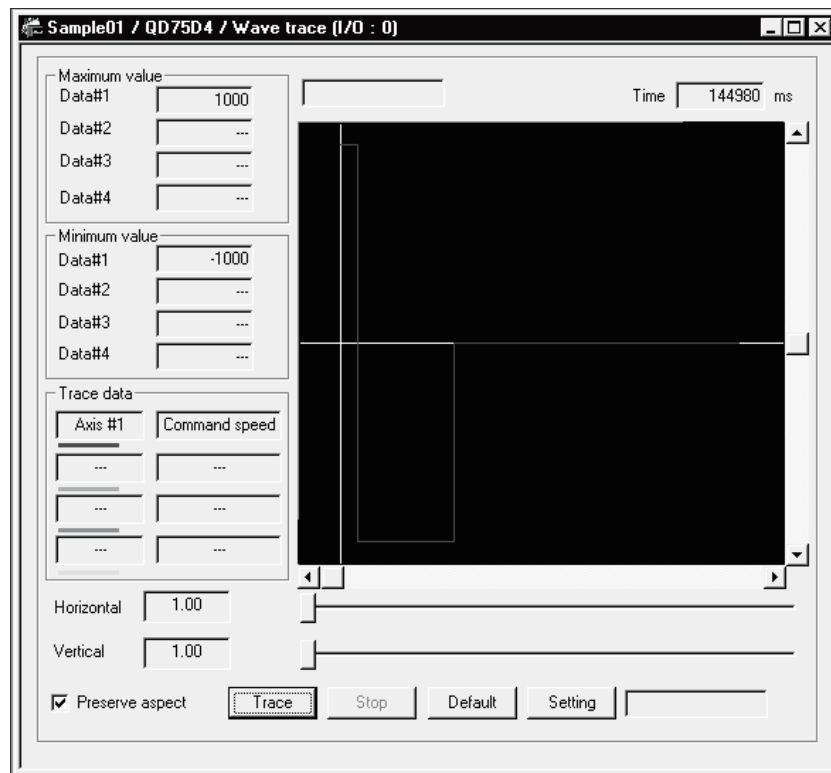 Sample01 / QD75D4 / Wave trace (I/O : 0)
Maximum value
Data#1 1000
Data#2 ---
Data#3 ---
Data#4 ---
Time 144980 ms
Minimum value
Data#1 -1000
Data#2 ---
Data#3 ---
Data#4 ---
Trace data
Axis #1 Command speed
--- ---
--- ---
--- ---
Horizontal 1.00
Vertical 1.00
Preserve aspect Trace Stop Default Setting